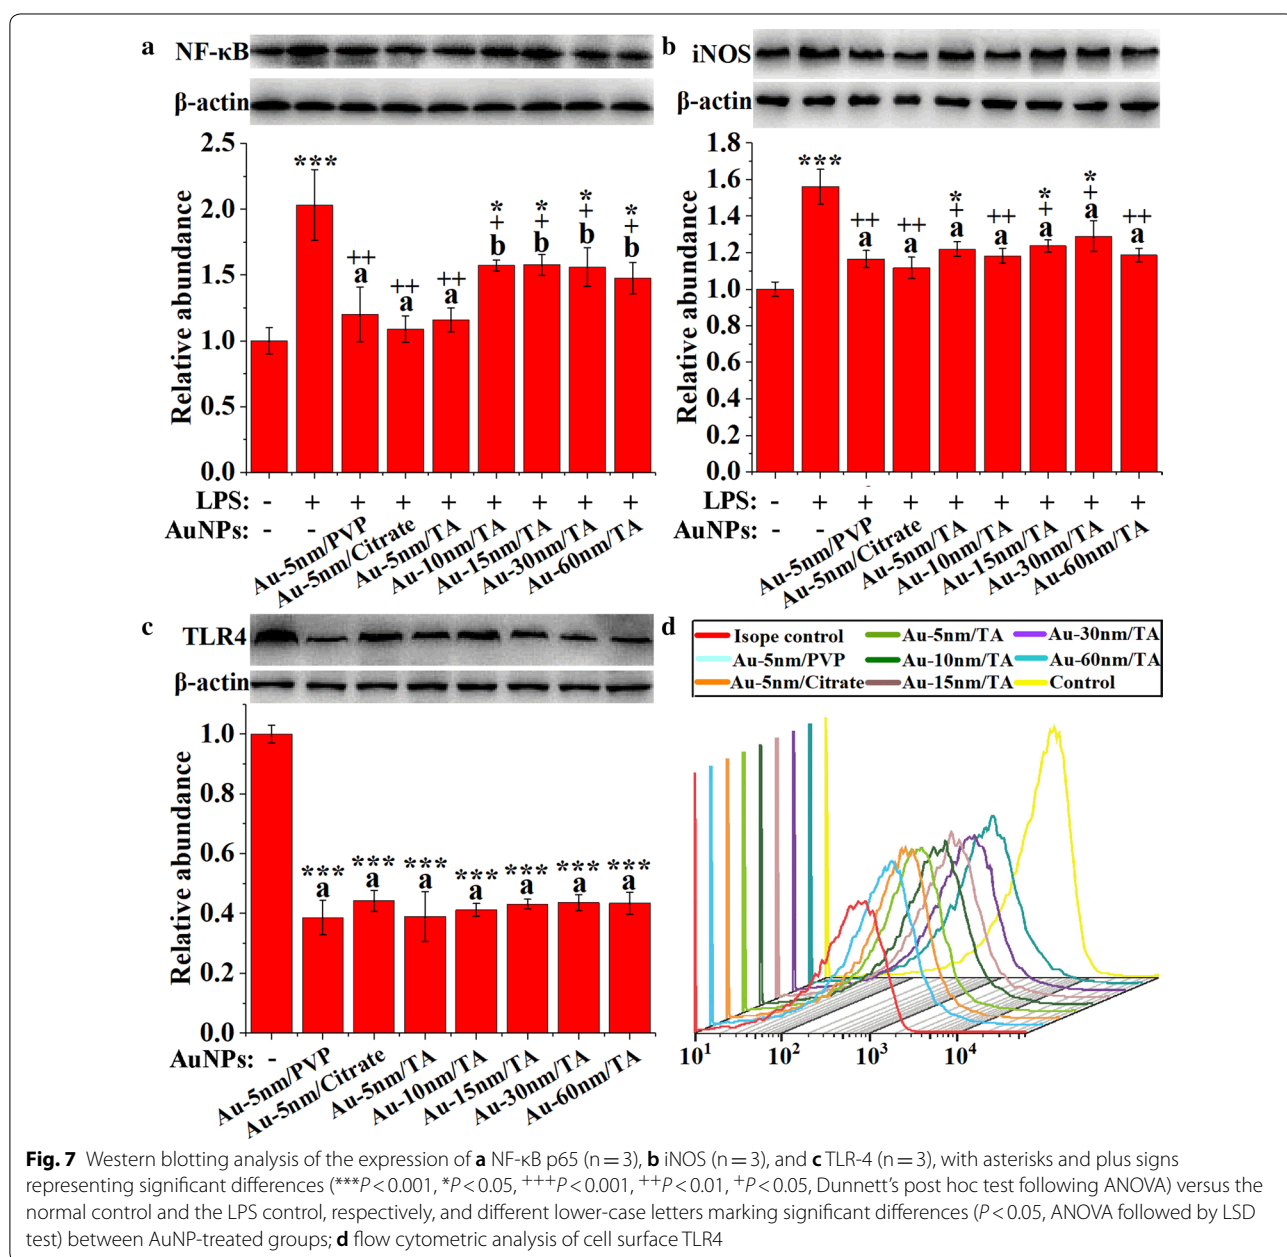 a
NF-κB
β-actin
2.5
2.0
1.5
1.0
0.5
0.0
Relative abundance
***
++
a
++
a
++
a
*
+
b
*
+
b
*
+
b
*
+
b
LPS: - + + + + + + + +
AuNPs: - - Au-5nm/PVP Au-5nm/Citrate Au-5nm/TA Au-10nm/TA Au-15nm/TA Au-30nm/TA Au-60nm/TA
b
iNOS
β-actin
1.8
1.6
1.4
1.2
1.0
0.8
0.6
0.4
0.2
0.0
Relative abundance
***
++
a
++
a
*
+
a
++
a
*
+
a
*
+
a
++
a
LPS: - + + + + + + + +
AuNPs: - - Au-5nm/PVP Au-5nm/Citrate Au-5nm/TA Au-10nm/TA Au-15nm/TA Au-30nm/TA Au-60nm/TA
c
TLR4
β-actin
1.0
0.8
0.6
0.4
0.2
0.0
Relative abundance
***
a
***
a
***
a
***
a
***
a
***
a
***
a
AuNPs: - Au-5nm/PVP Au-5nm/Citrate Au-5nm/TA Au-10nm/TA Au-15nm/TA Au-30nm/TA Au-60nm/TA
d
Isope control Au-5nm/TA Au-30nm/TA
Au-5nm/PVP Au-10nm/TA Au-60nm/TA
Au-5nm/Citrate Au-15nm/TA Control
10¹ 10² 10³ 10⁴
Fig. 7 Western blotting analysis of the expression of a NF-κB p65 (n = 3), b iNOS (n = 3), and c TLR-4 (n = 3), with asterisks and plus signs
representing significant differences (***P < 0.001, *P < 0.05, +++P < 0.001, ++P < 0.01, +P < 0.05, Dunnett's post hoc test following ANOVA) versus the
normal control and the LPS control, respectively, and different lower-case letters marking significant differences (P < 0.05, ANOVA followed by LSD
test) between AuNP-treated groups; d flow cytometric analysis of cell surface TLR4